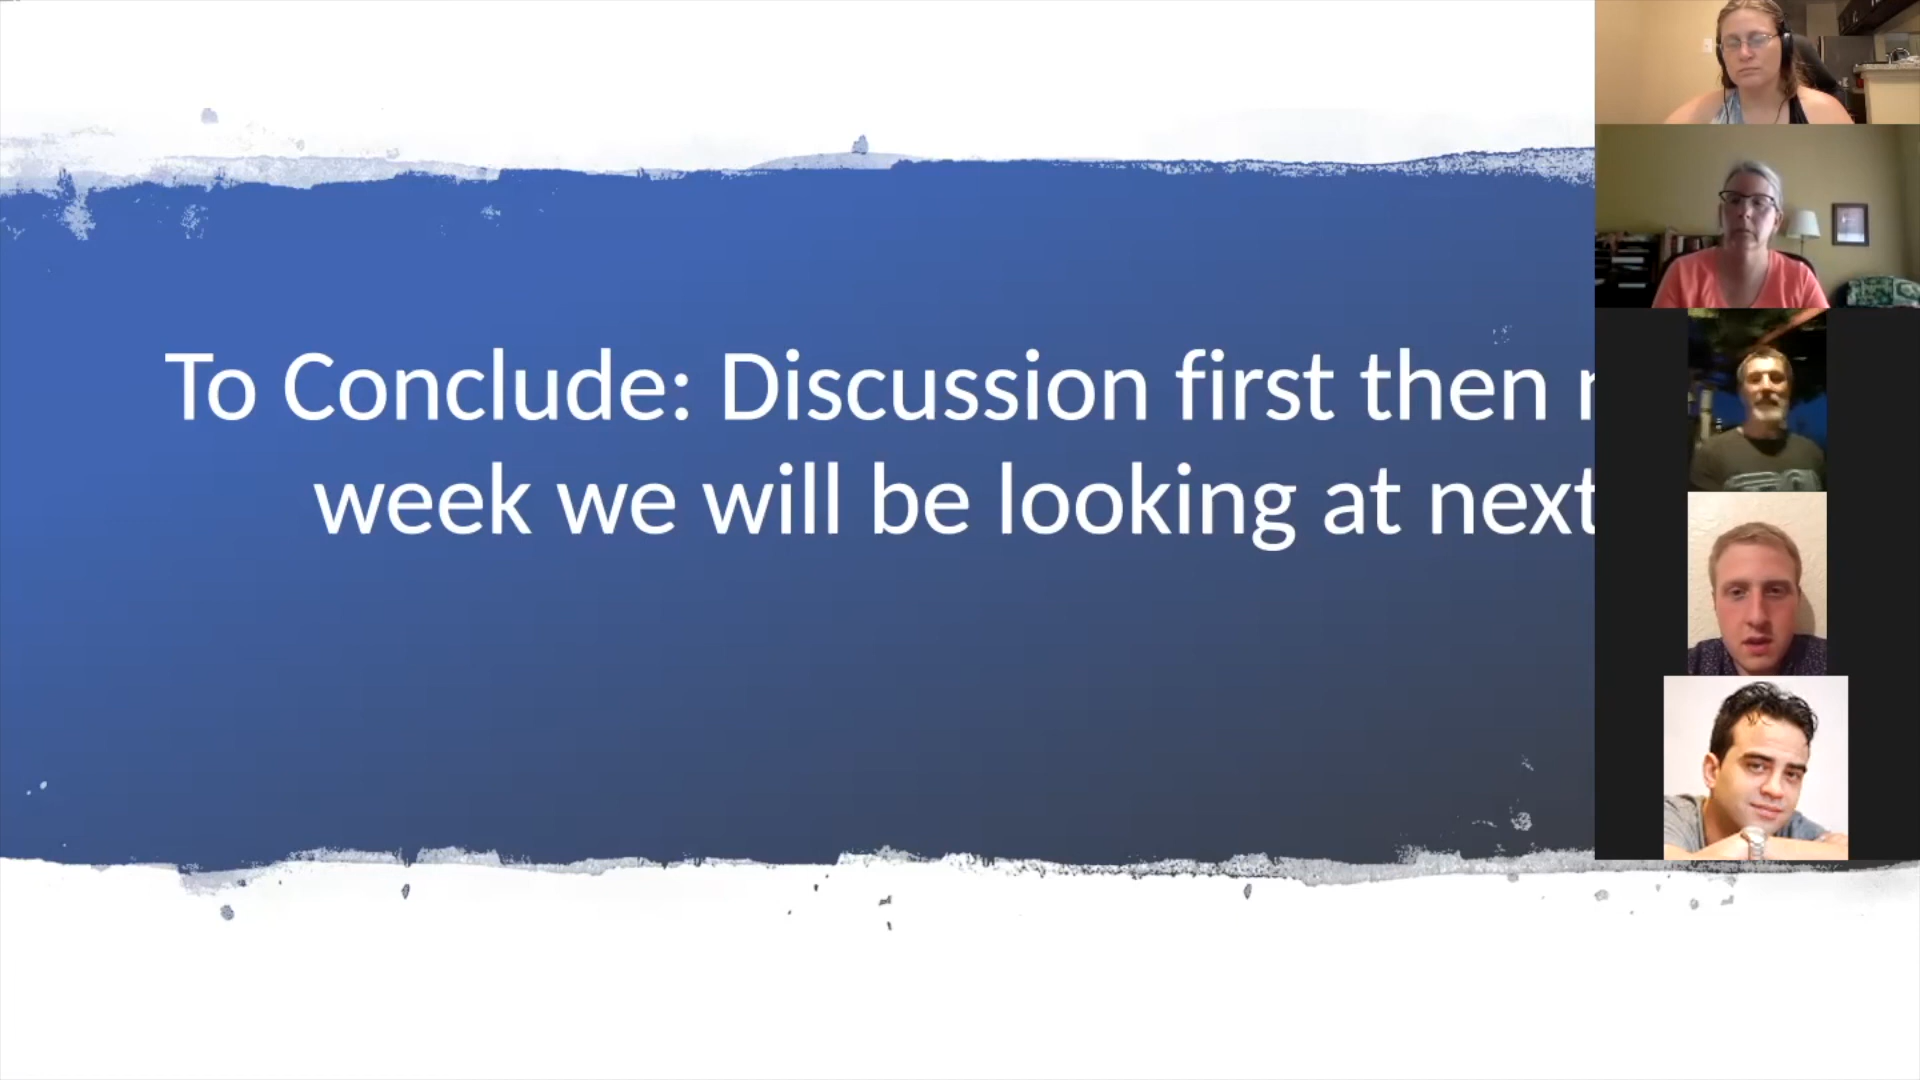 To Conclude: Discussion first then
week we will be looking at next